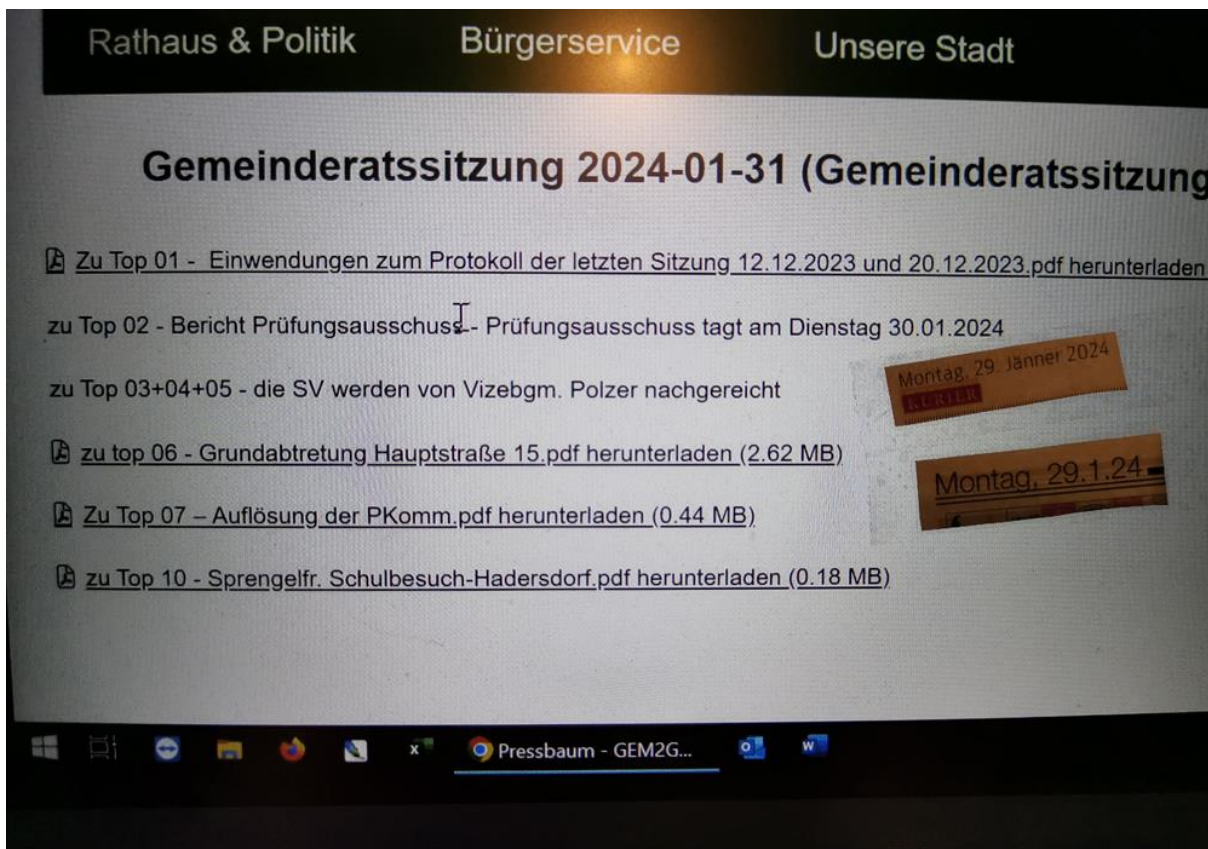 Rathaus & Politik Bürgerservice Unsere Stadt
Gemeinderatssitzung 2024-01-31 (Gemeinderatssitzung
Zu Top 01 - Einwendungen zum Protokoll der letzten Sitzung 12.12.2023 und 20.12.2023.pdf herunterladen
zu Top 02 - Bericht Prüfungsausschuss - Prüfungsausschuss tagt am Dienstag 30.01.2024
Montag, 29. Jänner 2024
KURIER
zu Top 03+04+05 - die SV werden von Vizebgm. Polzer nachgereicht
zu top 06 - Grundabtretung Hauptstraße 15.pdf herunterladen (2.62 MB)
Montag, 29.1.24
Zu Top 07 – Auflösung der PKomm.pdf herunterladen (0.44 MB)
zu Top 10 - Sprengelfr. Schulbesuch-Hadersdorf.pdf herunterladen (0.18 MB)
Pressbaum - GEM2G...